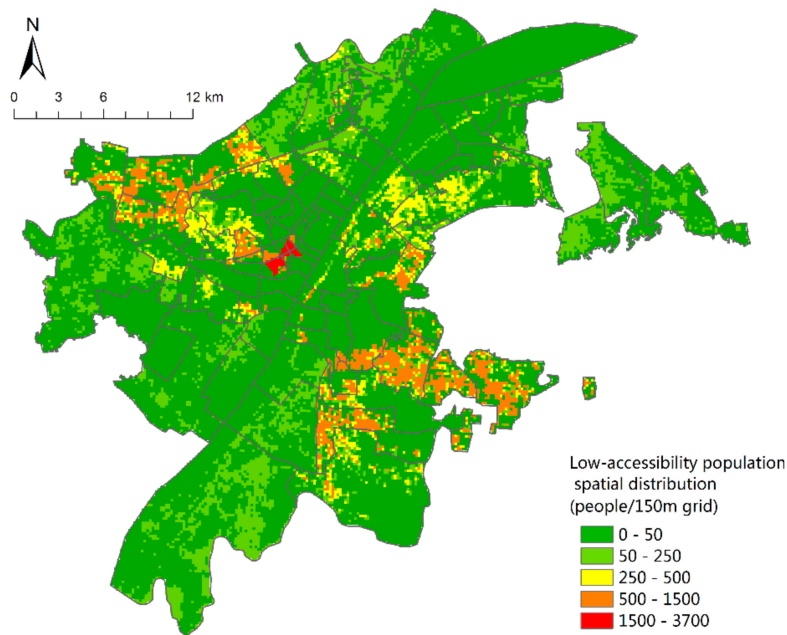 N
0 3 6 12 km
Low-accessibility population
spatial distribution
(people/150m grid)
0 - 50
50 - 250
250 - 500
500 - 1500
1500 - 3700